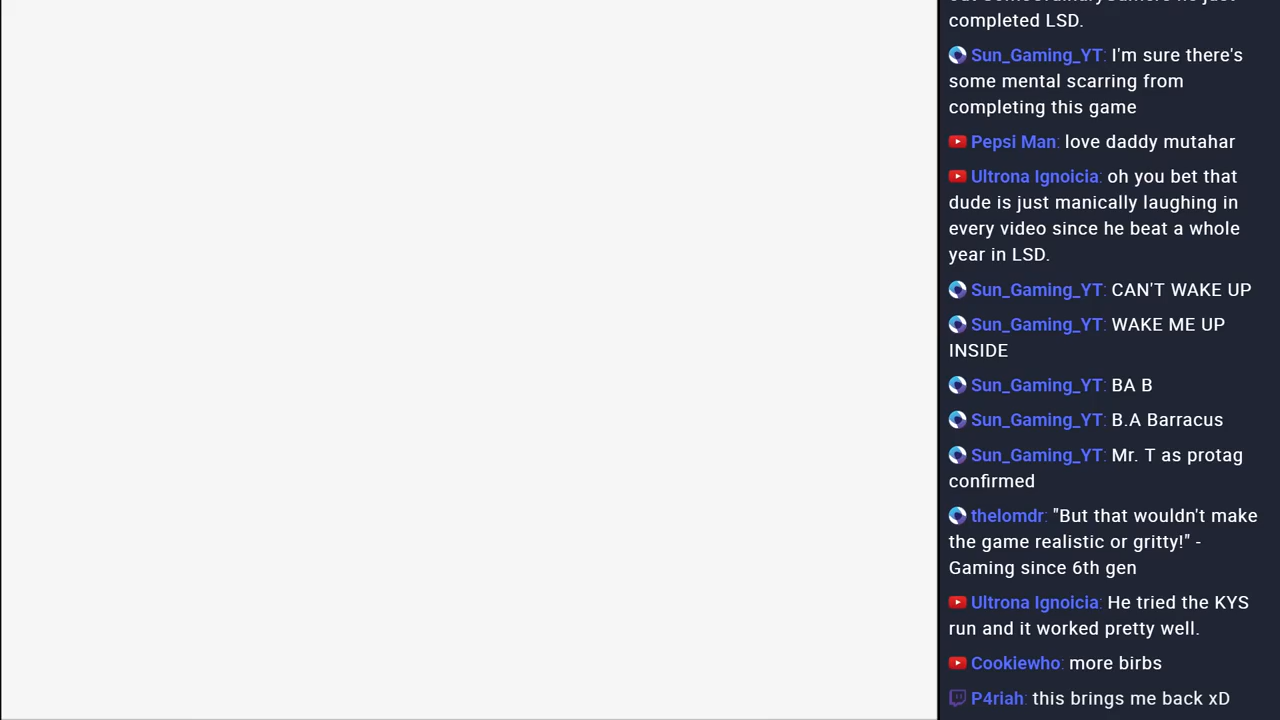 completed LSD.
Sun_Gaming_YT: I'm sure there's
some mental scarring from
completing this game
Pepsi Man: love daddy mutahar
Ultrona Ignoicia: oh you bet that
dude is just manically laughing in
every video since he beat a whole
year in LSD.
Sun_Gaming_YT: CAN'T WAKE UP
Sun_Gaming_YT: WAKE ME UP
INSIDE
Sun_Gaming_YT: BA B
Sun_Gaming_YT: B.A Barracus
Sun_Gaming_YT: Mr. T as protag
confirmed
thelomdr: "But that wouldn't make
the game realistic or gritty!" -
Gaming since 6th gen
Ultrona Ignoicia: He tried the KYS
run and it worked pretty well.
Cookiewho: more birbs
P4riah: this brings me back xD